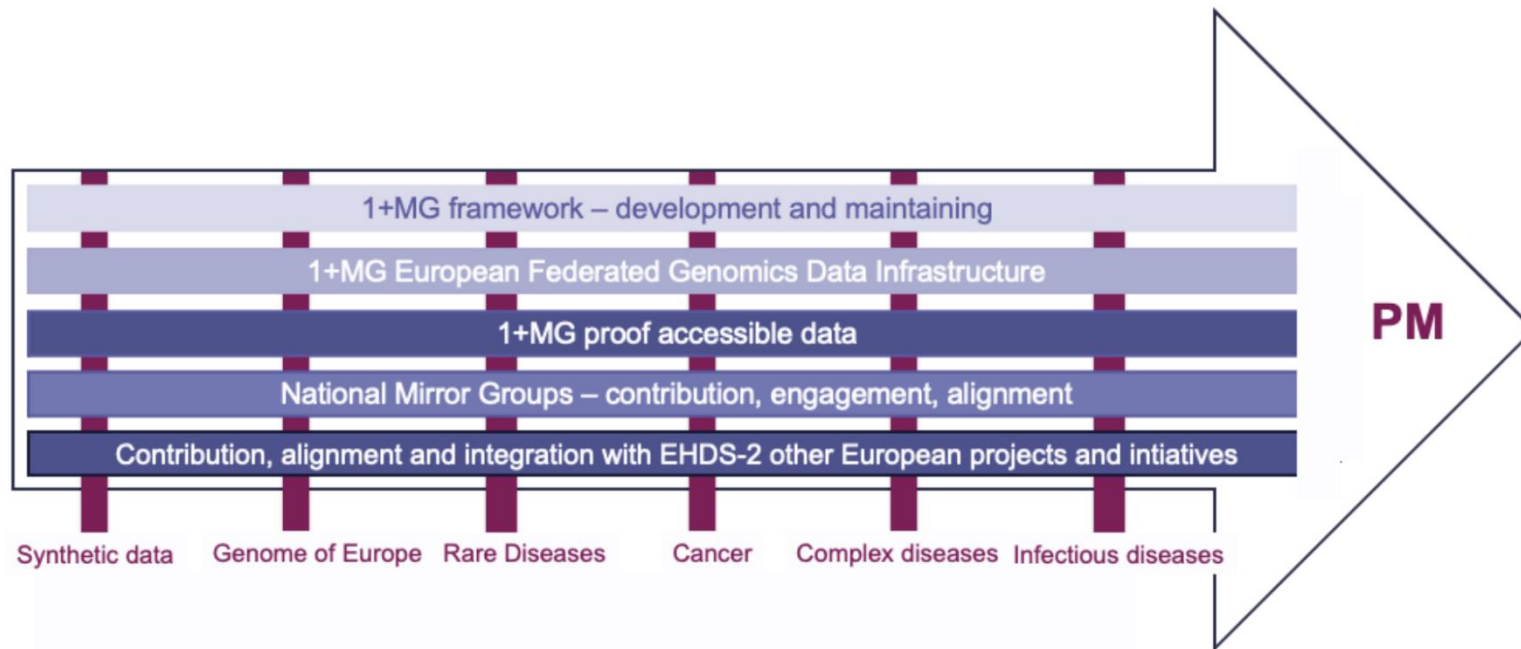 1+MG framework – development and maintaining
1+MG European Federated Genomics Data Infrastructure
1+MG proof accessible data
National Mirror Groups – contribution, engagement, alignment
Contribution, alignment and integration with EHDS-2 other European projects and intiatives
PM
Synthetic data
Genome of Europe
Rare Diseases
Cancer
Complex diseases
Infectious diseases